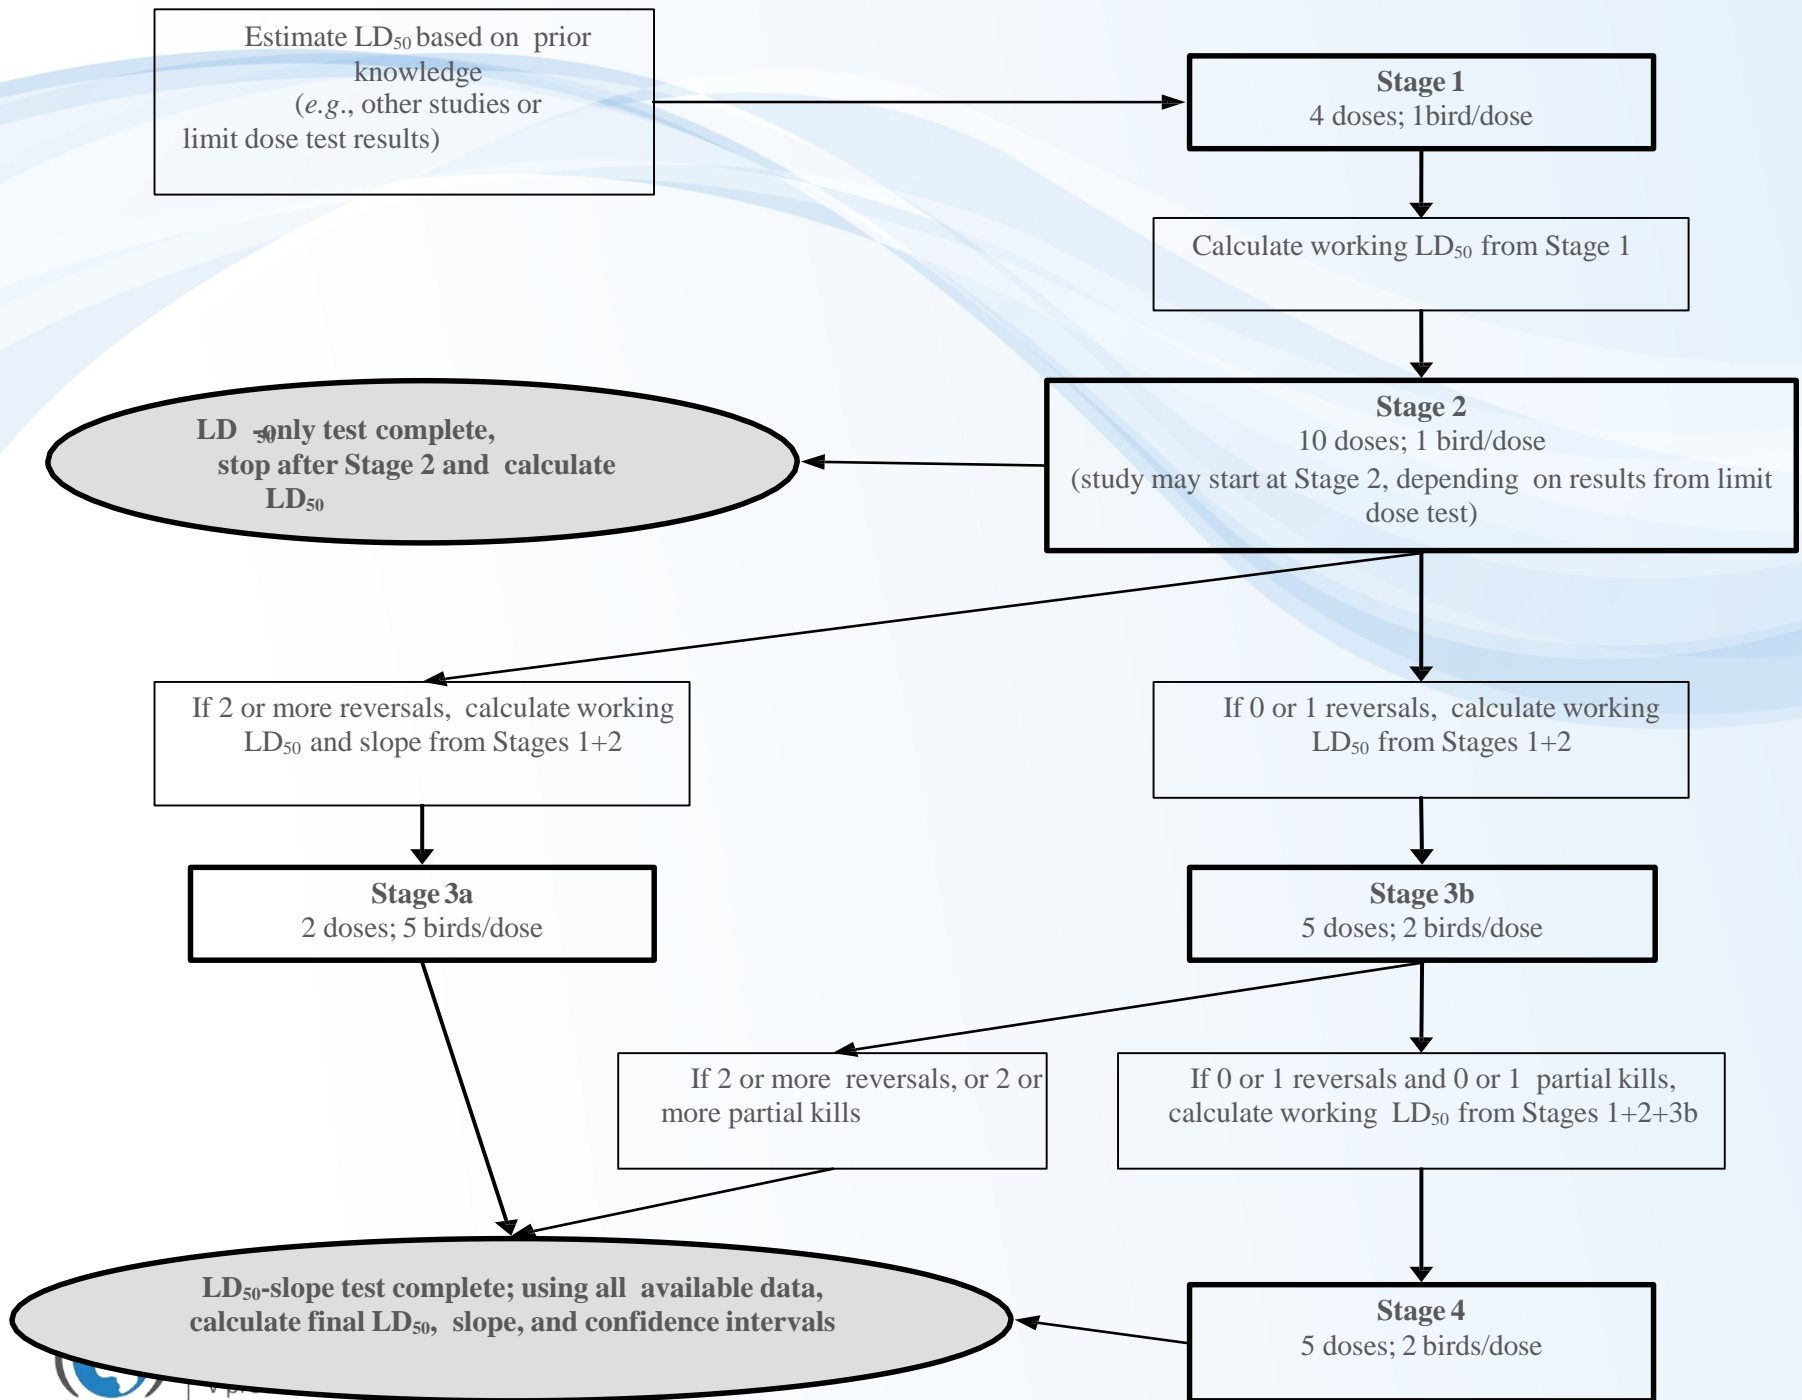 Estimate LD50 based on prior
knowledge
(e.g., other studies or
limit dose test results)
Stage 1
4 doses; 1bird/dose
Calculate working LD50 from Stage 1
Stage 2
10 doses; 1 bird/dose
(study may start at Stage 2, depending on results from limit
dose test)
LD50-only test complete,
stop after Stage 2 and calculate
LD50
If 2 or more reversals, calculate working
LD50 and slope from Stages 1+2
If 0 or 1 reversals, calculate working
LD50 from Stages 1+2
Stage 3a
2 doses; 5 birds/dose
Stage 3b
5 doses; 2 birds/dose
If 2 or more reversals, or 2 or
more partial kills
If 0 or 1 reversals and 0 or 1 partial kills,
calculate working LD50 from Stages 1+2+3b
LD50-slope test complete; using all available data,
calculate final LD50, slope, and confidence intervals
Stage 4
5 doses; 2 birds/dose